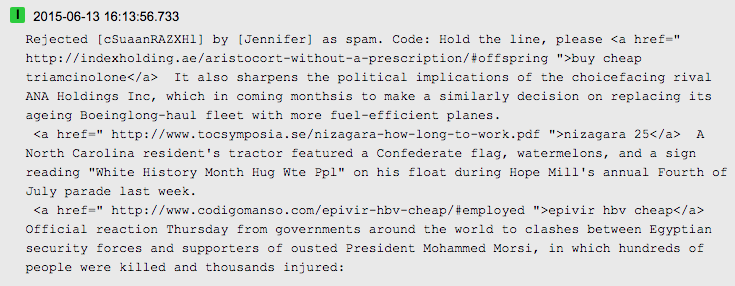 I 2015-06-13 16:13:56.733
Rejected [cSuaanRAZXHl] by [Jennifer] as spam. Code: Hold the line, please <a href="
http://indexholding.ae/aristocort-without-a-prescription/#offspring ">buy cheap
triamcinolone</a>  It also sharpens the political implications of the choicefacing rival
ANA Holdings Inc, which in coming monthsis to make a similarly decision on replacing its
ageing Boeinglong-haul fleet with more fuel-efficient planes.
<a href=" http://www.tocsymposia.se/nizagara-how-long-to-work.pdf ">nizagara 25</a>  A
North Carolina resident's tractor featured a Confederate flag, watermelons, and a sign
reading "White History Month Hug Wte Ppl" on his float during Hope Mill's annual Fourth of
July parade last week.
<a href=" http://www.codigomanso.com/epivir-hbv-cheap/#employed ">epivir hbv cheap</a>
Official reaction Thursday from governments around the world to clashes between Egyptian
security forces and supporters of ousted President Mohammed Morsi, in which hundreds of
people were killed and thousands injured: